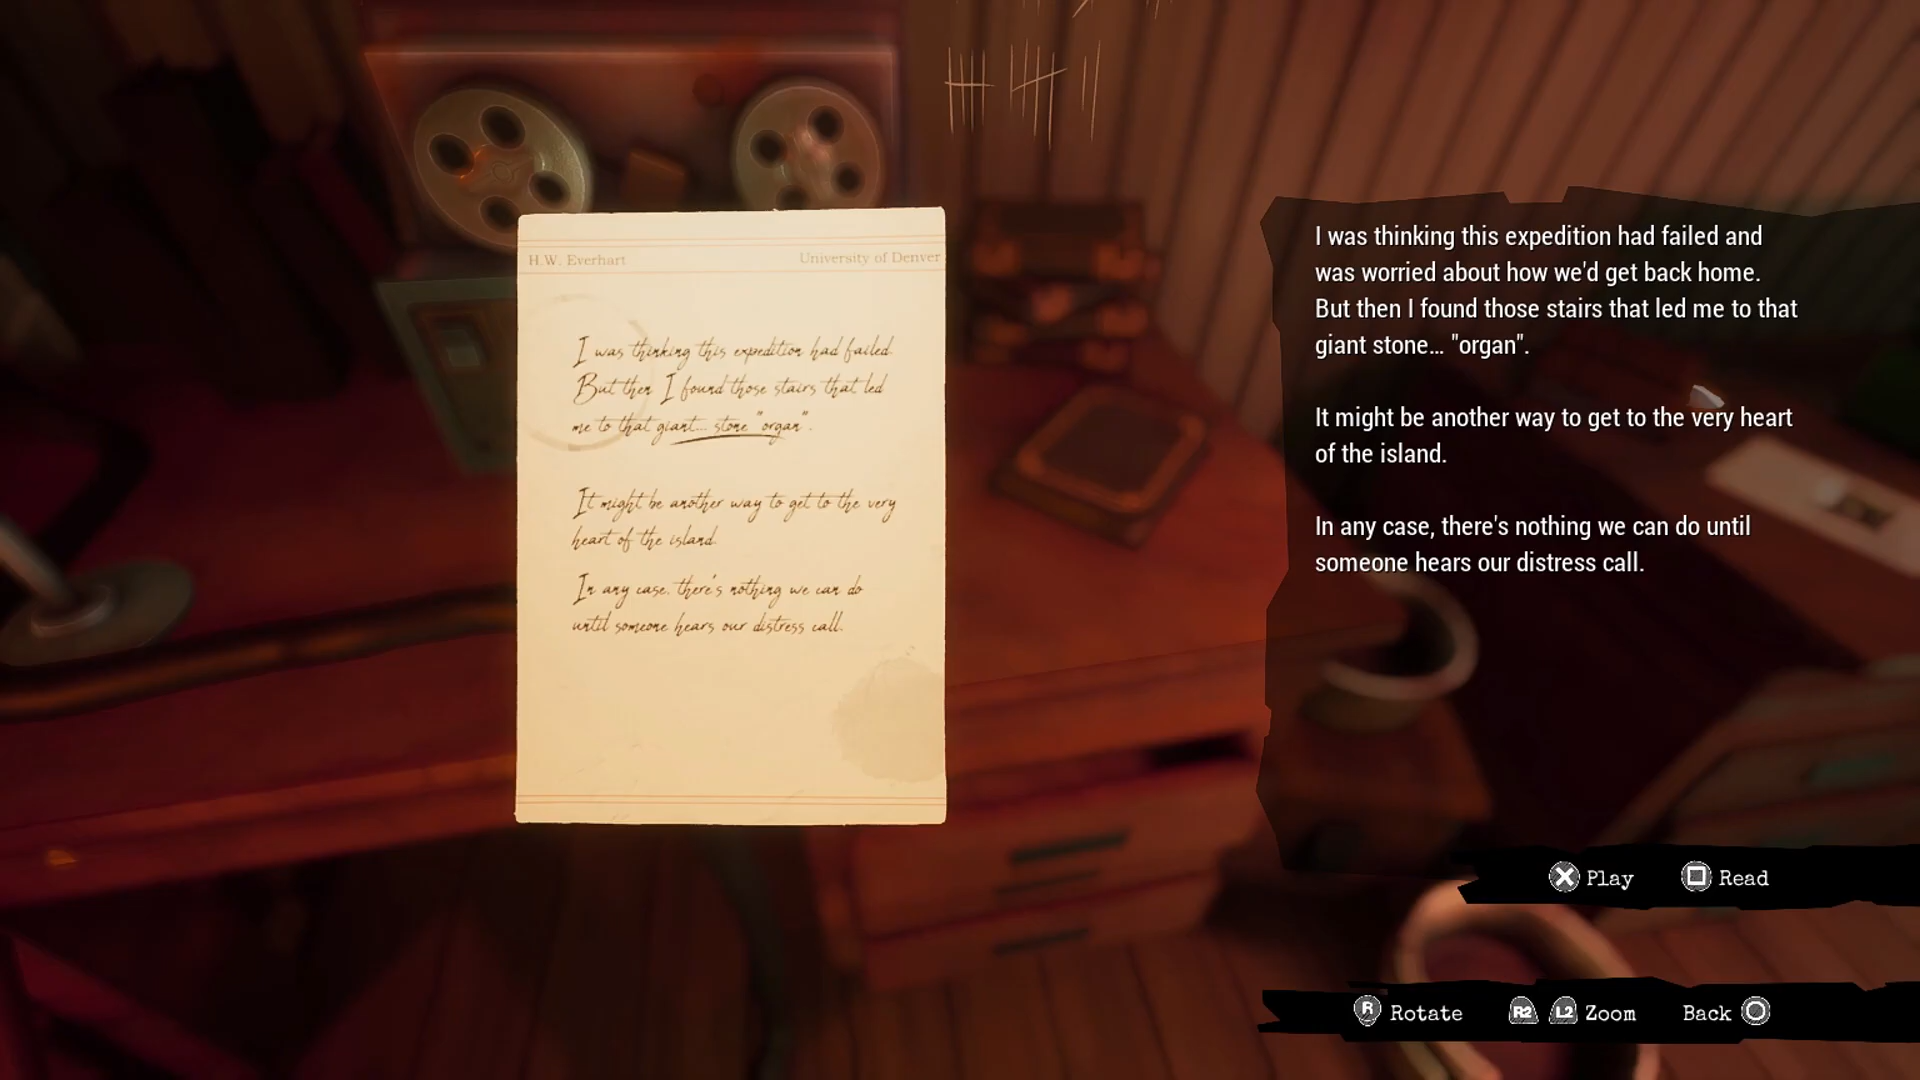 H.W. Everhart University of Denver
I was thinking this expedition had failed.
But then I found those stairs that led
me to that giant... stone "organ".
It might be another way to get to the very
heart of the island.
In any case, there's nothing we can do
until someone hears our distress call.
I was thinking this expedition had failed and
was worried about how we'd get back home.
But then I found those stairs that led me to that
giant stone... "organ".
It might be another way to get to the very heart
of the island.
In any case, there's nothing we can do until
someone hears our distress call.
Play Read
R Rotate R2 L2 Zoom Back